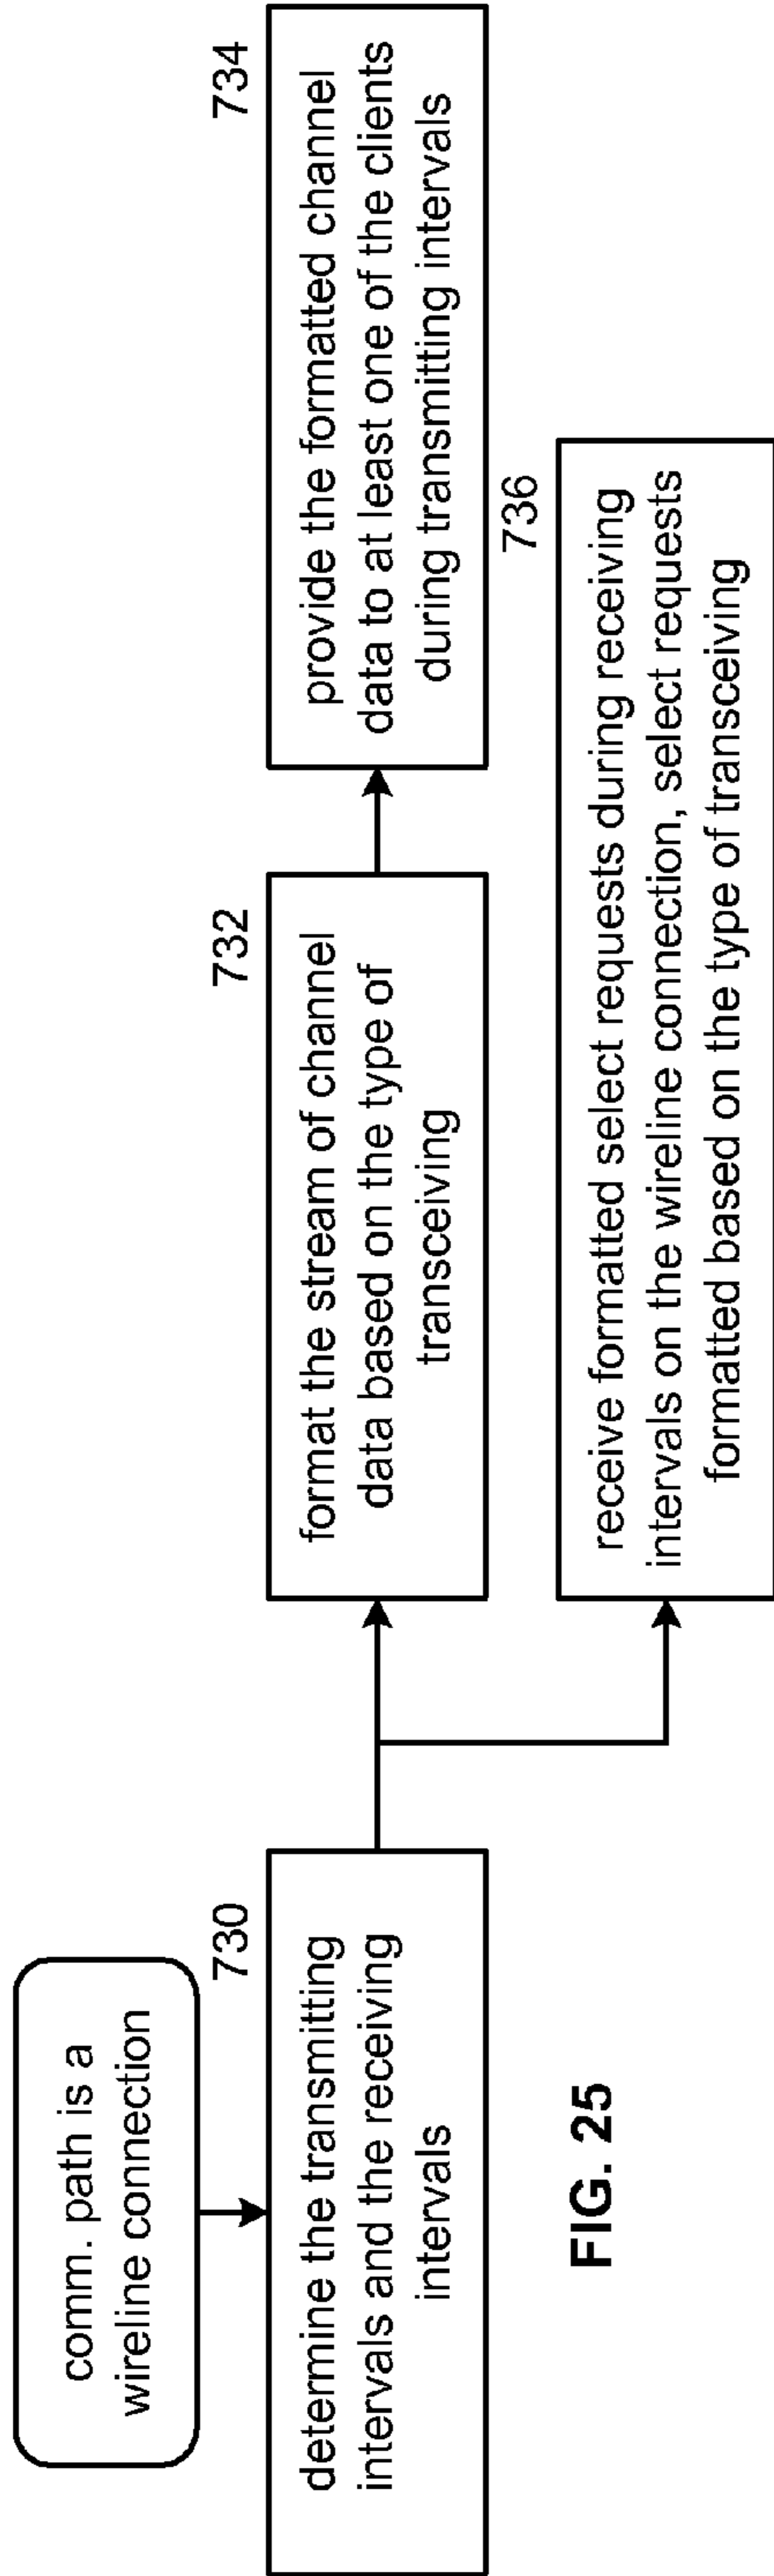 comm. path is a
wireline connection
730
determine the transmitting
intervals and the receiving
intervals
732
format the stream of channel
data based on the type of
transceiving
734
provide the formatted channel
data to at least one of the clients
during transmitting intervals
736
receive formatted select requests during receiving
intervals on the wireline connection, select requests
formatted based on the type of transceiving
FIG. 25